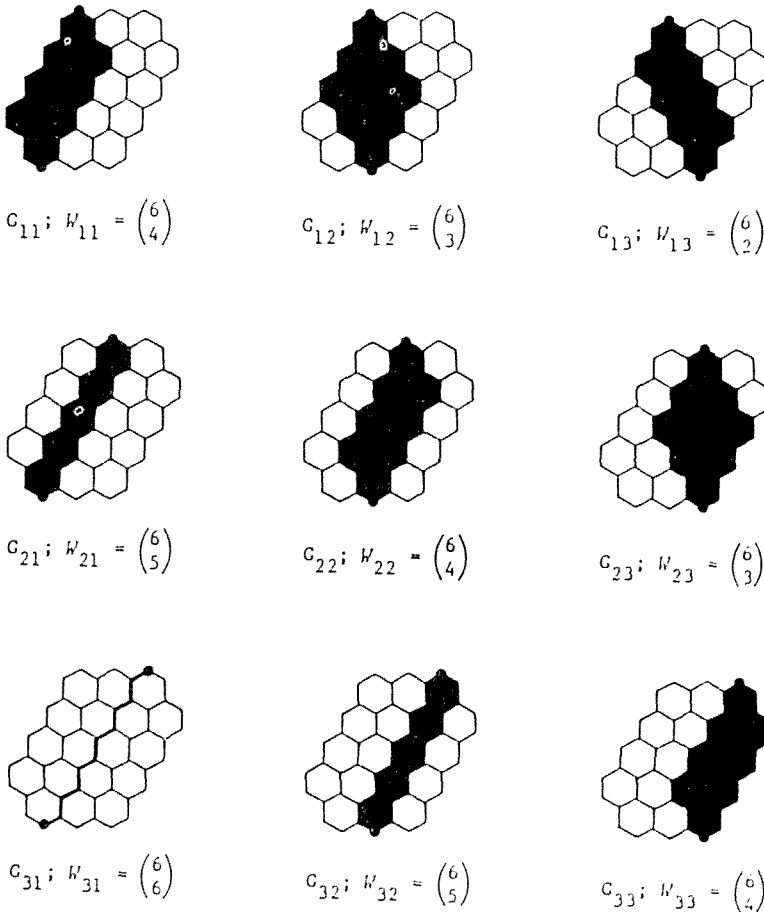 G₁₁; W₁₁ = (6 4)
G₁₂; W₁₂ = (6 3)
G₁₃; W₁₃ = (6 2)
G₂₁; W₂₁ = (6 5)
G₂₂; W₂₂ = (6 4)
G₂₃; W₂₃ = (6 3)
G₃₁; W₃₁ = (6 6)
G₃₂; W₃₂ = (6 5)
G₃₃; W₃₃ = (6 4)